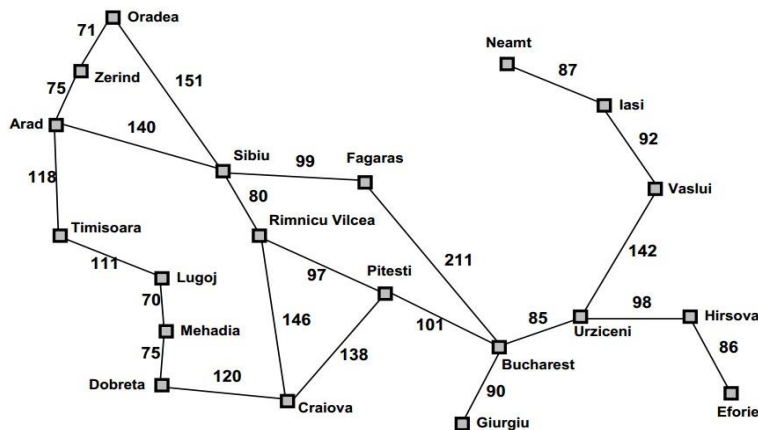 Oradea
71
Neamt
Zerind
87
75
151
Iasi
Arad
140
92
Sibiu
99
Fagaras
118
80
Vaslui
Timisoara
Rimnicu Vilcea
142
111
211
Lugoj
97
Pitesti
70
98
Hirsova
146
85
Mehadia
101
Urziceni
138
86
75
Bucharest
120
Dobreta
90
Craiova
Eforie
Giurgiu